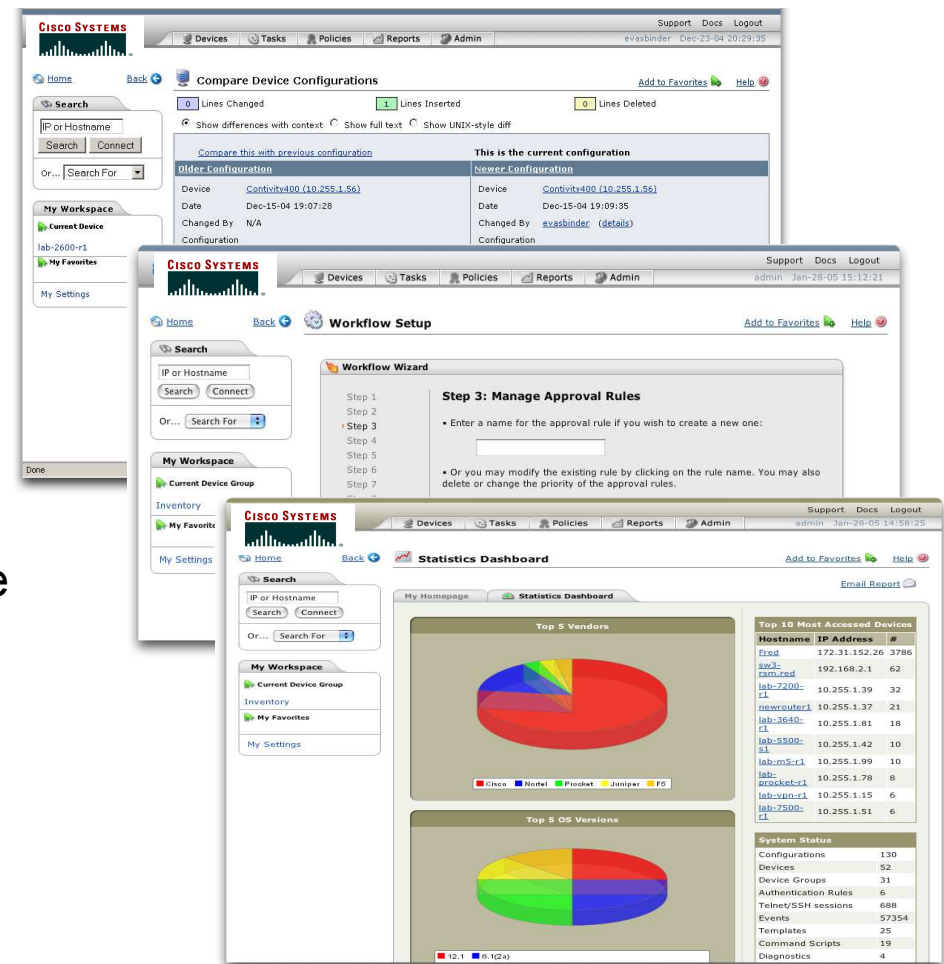 CISCO SYSTEMS
Support Docs Logout
Devices Tasks Policies Reports Admin
evasbinder Dec-23-04 20:29:35
Home Back
Compare Device Configurations
Add to Favorites Help
Search
0 Lines Changed 1 Lines Inserted 0 Lines Deleted
IP or Hostname
Show differences with context Show full text Show UNIX-style diff
Search Connect
Compare this with previous configuration This is the current configuration
or... Search For
Older Configuration Newer Configuration
Device Contivity400 (10.255.1.56) Device Contivity400 (10.255.1.56)
My Workspace
Date Dec-15-04 19:07:28 Date Dec-15-04 19:09:35
Current Device
Changed By N/A Changed By evasbinder (details)
lab-2600-r1
Configuration Configuration
My Favorites
My Settings
Done
CISCO SYSTEMS
Support Docs Logout
Devices Tasks Policies Reports Admin
admin Jan-28-05 15:12:21
Home Back
Workflow Setup
Add to Favorites Help
Search
IP or Hostname
Search Connect
Or... Search For
My Workspace
Current Device Group
Inventory
My Favorite
My Settings
Workflow Wizard
Step 1
Step 2
Step 3
Step 4
Step 5
Step 6
Step 7
Step 3: Manage Approval Rules
• Enter a name for the approval rule if you wish to create a new one:
• Or you may modify the existing rule by clicking on the rule name. You may also
delete or change the priority of the approval rules.
e
CISCO SYSTEMS
Support Docs Logout
Devices Tasks Policies Reports Admin
admin Jan-28-05 14:58:25
Home Back
Statistics Dashboard
Add to Favorites Help
Search
IP or Hostname
Search Connect
Or... Search For
My Workspace
Current Device Group
Inventory
My Favorites
My Settings
Email Report
My Homepage Statistics Dashboard
Top 5 Vendors
Cisco Nortel Procket Juniper F5
Top 5 OS Versions
12.1 6.1(2a)
Top 10 Most Accessed Devices
Hostname IP Address #
Fred 172.31.152.26 3786
sw3-
rsm.red 192.168.2.1 62
lab-7200-
r1 10.255.1.39 32
newrouter1 10.255.1.37 21
lab-3640-
r1 10.255.1.81 18
lab-5500-
s1 10.255.1.42 10
lab-m5-r1 10.255.1.99 10
lab-
procket-r1 10.255.1.78 8
lab-vpn-r1 10.255.1.15 6
lab-7500-
r1 10.255.1.51 6
System Status
Configurations 130
Devices 52
Device Groups 31
Authentication Rules 6
Telnet/SSH sessions 688
Events 57354
Templates 25
Command Scripts 19
Diagnostics 4